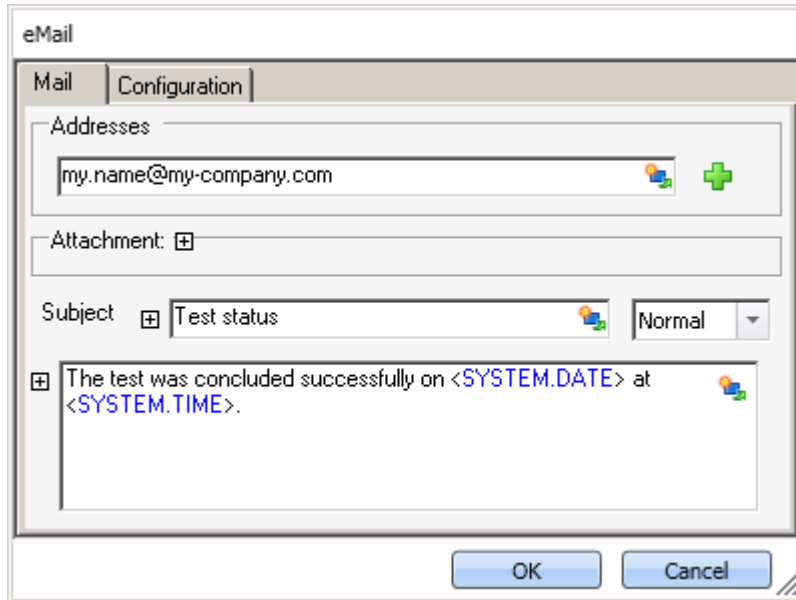 eMail
Mail Configuration
Addresses
my.name@my-company.com
Attachment:
Subject Test status Normal
The test was concluded successfully on <SYSTEM.DATE> at
<SYSTEM.TIME>.
OK Cancel